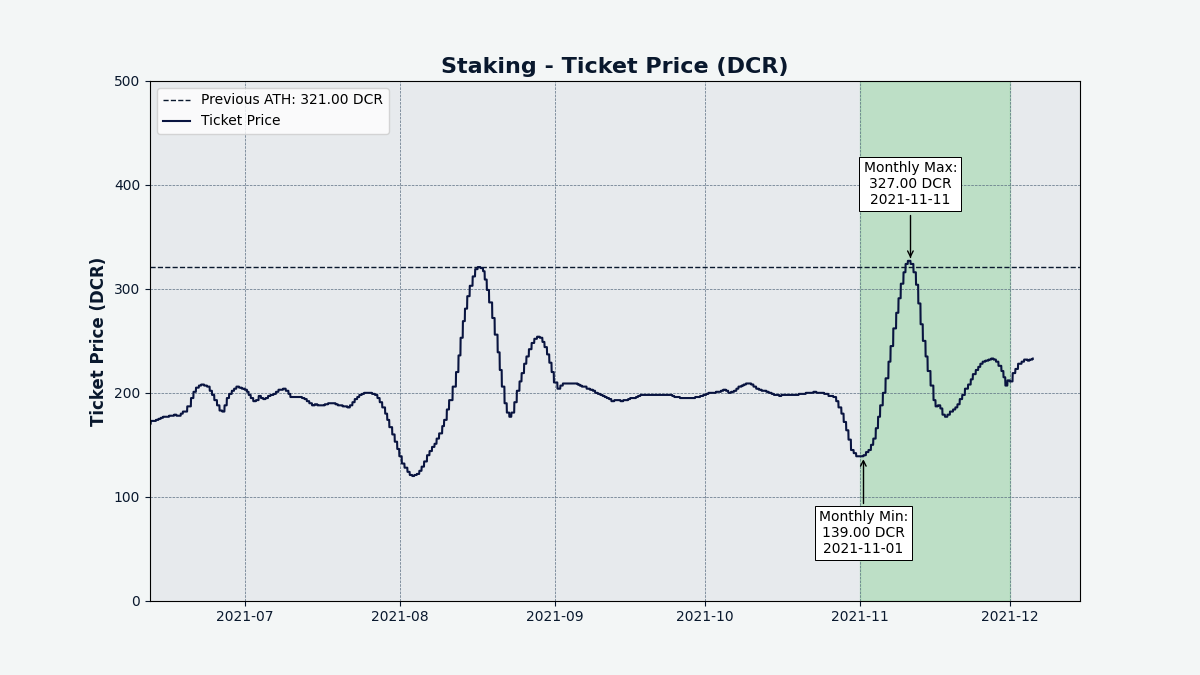 Staking - Ticket Price (DCR)
Ticket Price (DCR)
500
400
300
200
100
0
Previous ATH: 321.00 DCR
Ticket Price
Monthly Max:
327.00 DCR
2021-11-11
Monthly Min:
139.00 DCR
2021-11-01
2021-07
2021-08
2021-09
2021-10
2021-11
2021-12